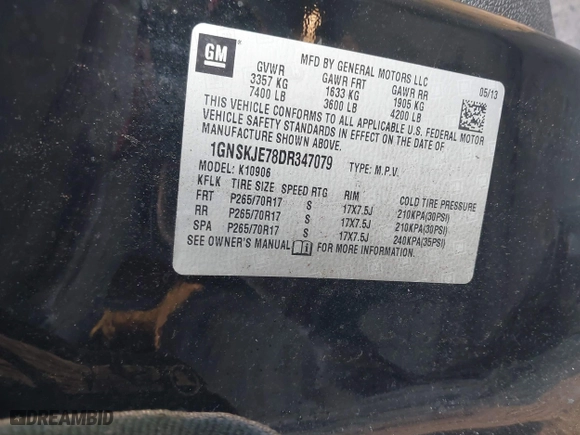 GM
MFD BY GENERAL MOTORS LLC
GVWR GAWR FRT GAWR RR 05/13
3357 KG 1633 KG 1905 KG
7400 LB 3600 LB 4200 LB
THIS VEHICLE CONFORMS TO ALL APPLICABLE U.S. FEDERAL MOTOR
VEHICLE SAFETY STANDARDS IN EFFECT ON THE DATE OF
MANUFACTURE SHOWN ABOVE.
1GNSKJE78DR347079 TYPE: M.P.V.
MODEL: K10906
KFLK TIRE SIZE SPEED RTG RIM COLD TIRE PRESSURE
FRT P265/70R17 S 17X7.5J 210KPA(30PSI)
RR P265/70R17 S 17X7.5J 210KPA(30PSI)
SPA P265/70R17 S 17X7.5J 240KPA(35PSI)
SEE OWNER'S MANUAL FOR MORE INFORMATION.
DREAMBID